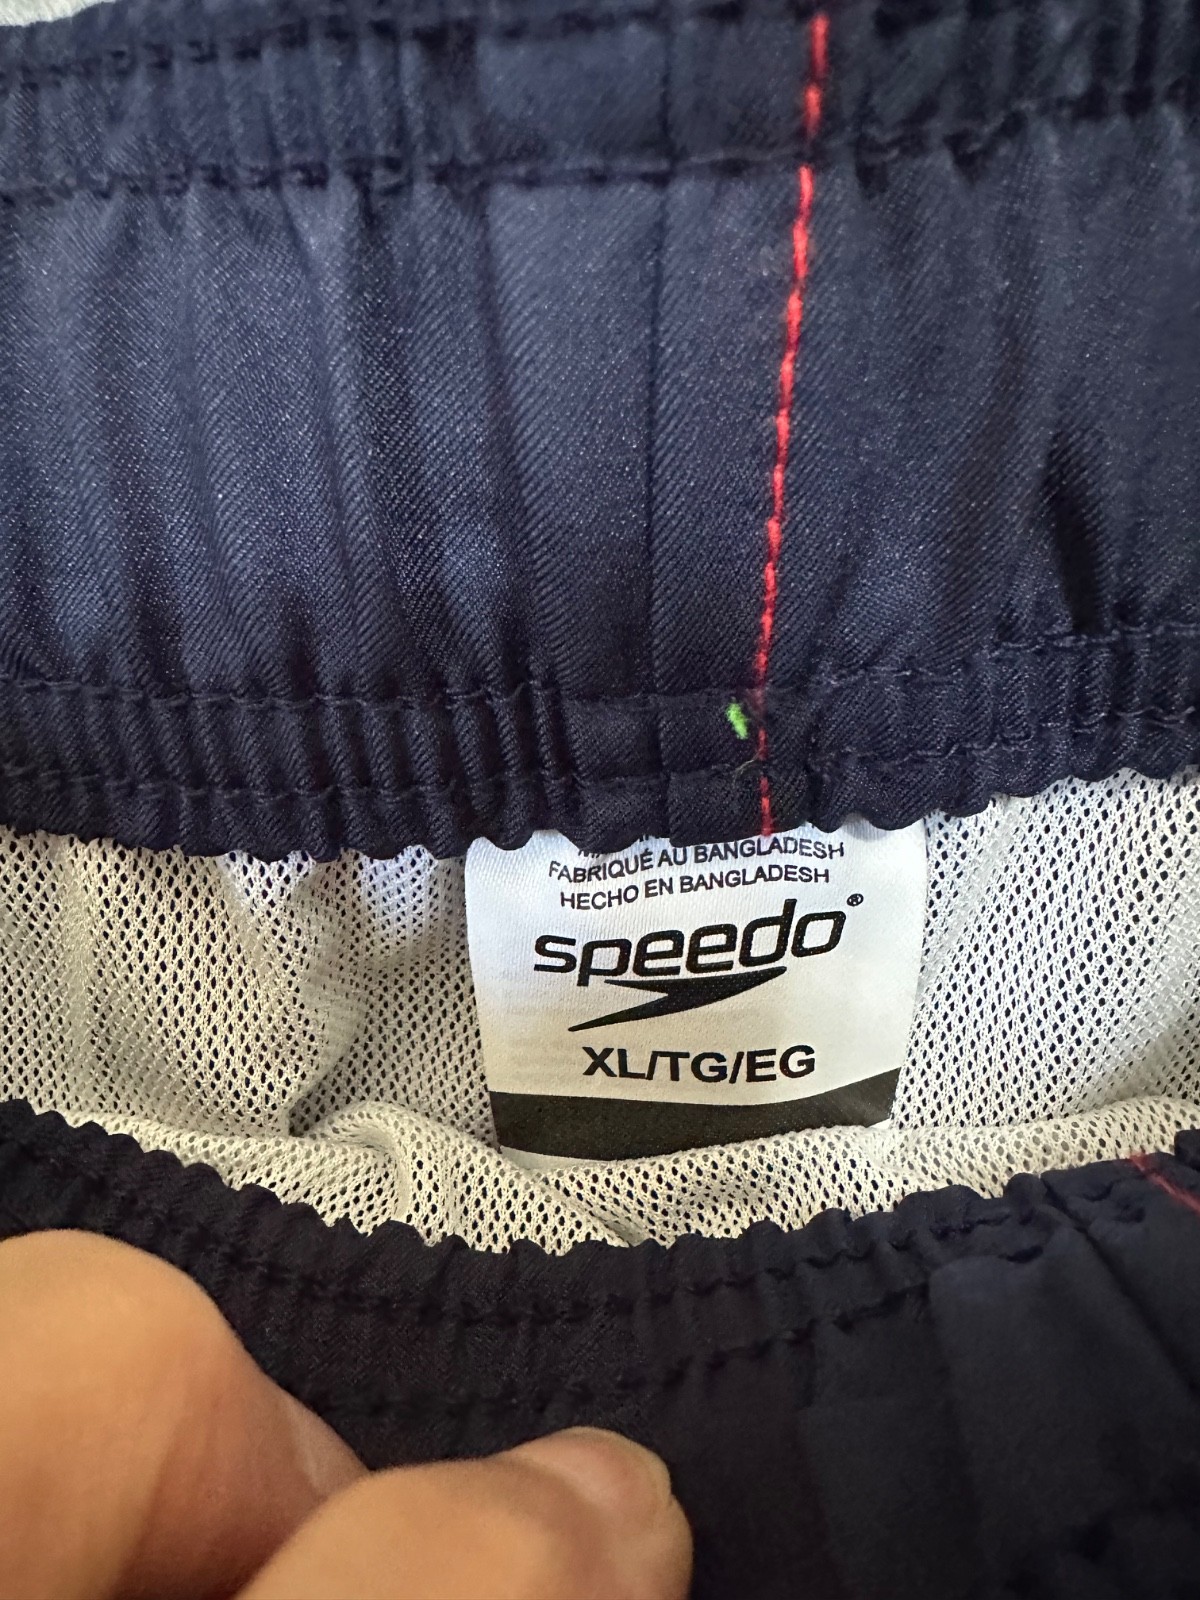 FABRIQUÉ AU BANGLADESH
HECHO EN BANGLADESH
speedo®
XL/TG/EG